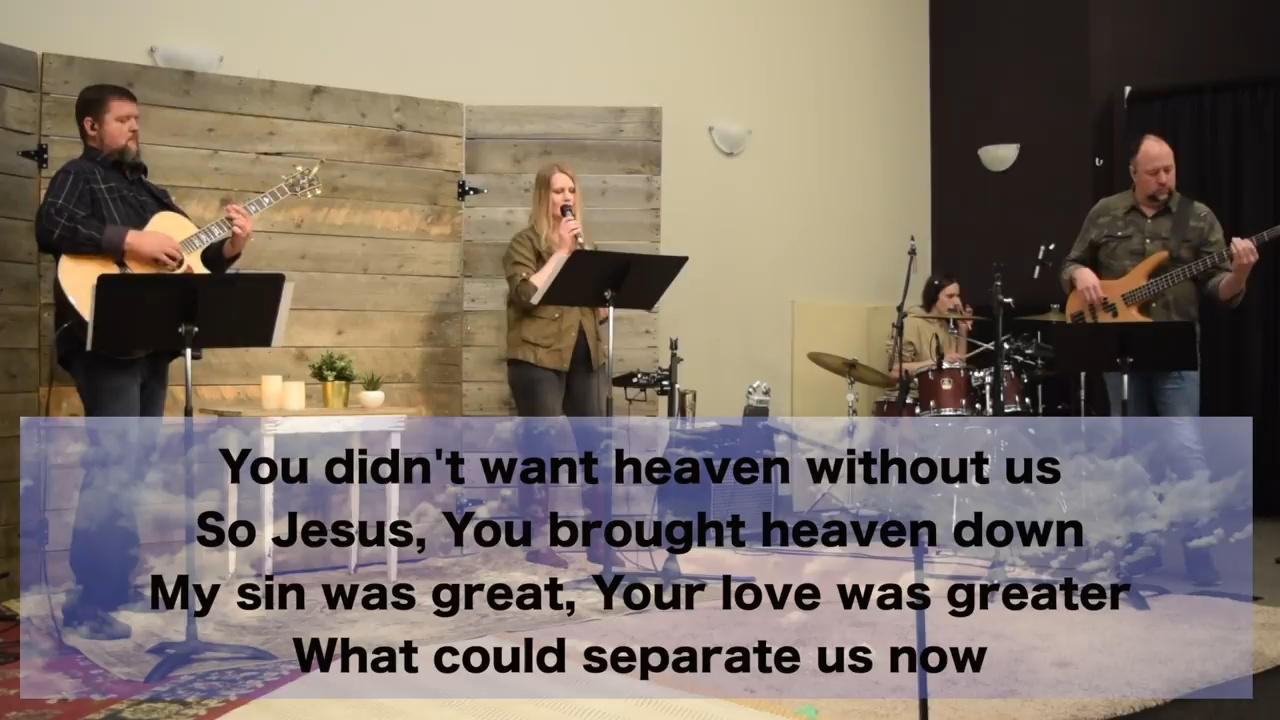 You didn't want heaven without us
So Jesus, You brought heaven down
My sin was great, Your love was greater
What could separate us now